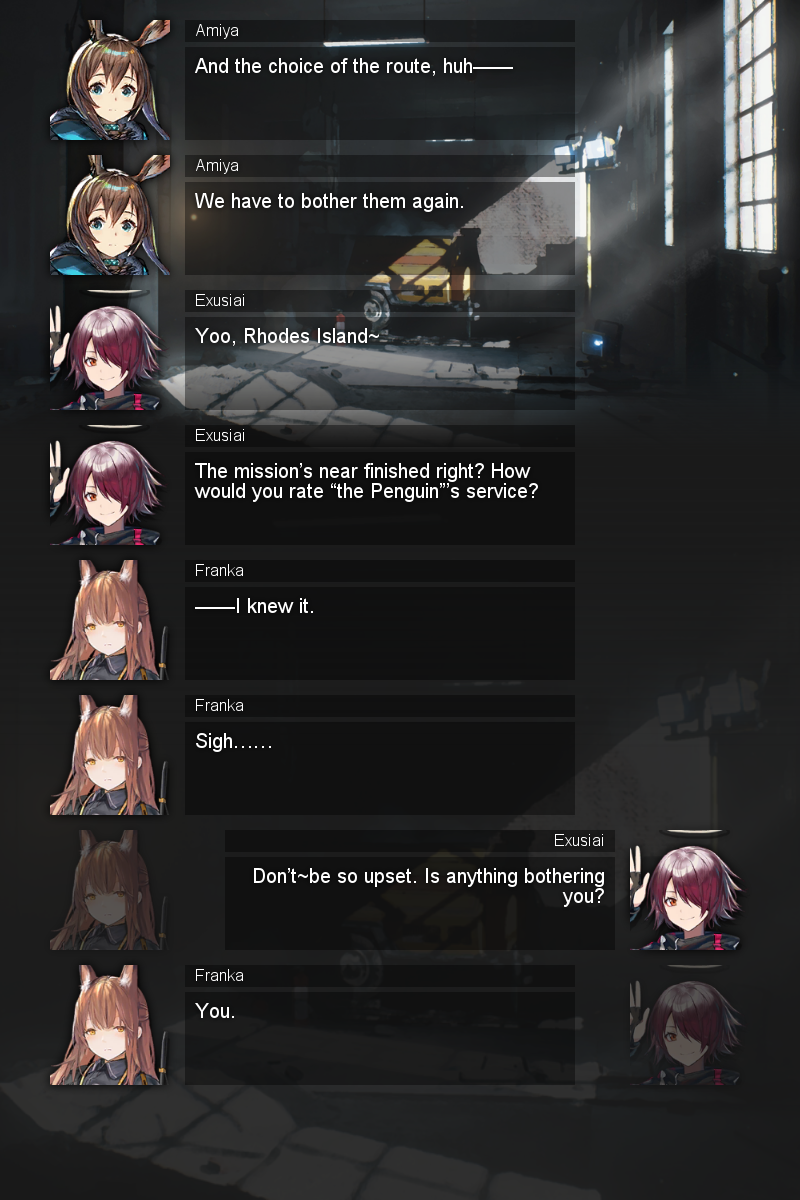 Amiya
And the choice of the route, huh——
Amiya
We have to bother them again.
Exusiai
Yoo, Rhodes Island~
Exusiai
The mission’s near finished right? How
would you rate “the Penguin”’s service?
Franka
——I knew it.
Franka
Sigh……
Exusiai
Don’t~be so upset. Is anything bothering
you?
Franka
You.